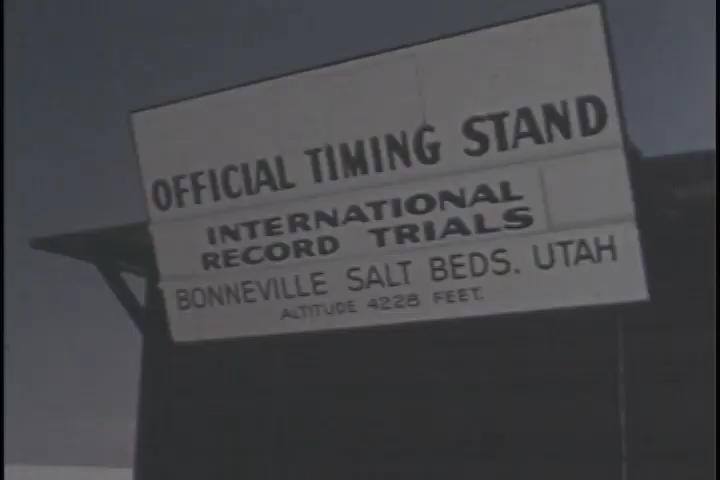 OFFICIAL TIMING STAND
INTERNATIONAL
RECORD TRIALS
BONNEVILLE SALT BEDS. UTAH
ALTITUDE 4228 FEET.